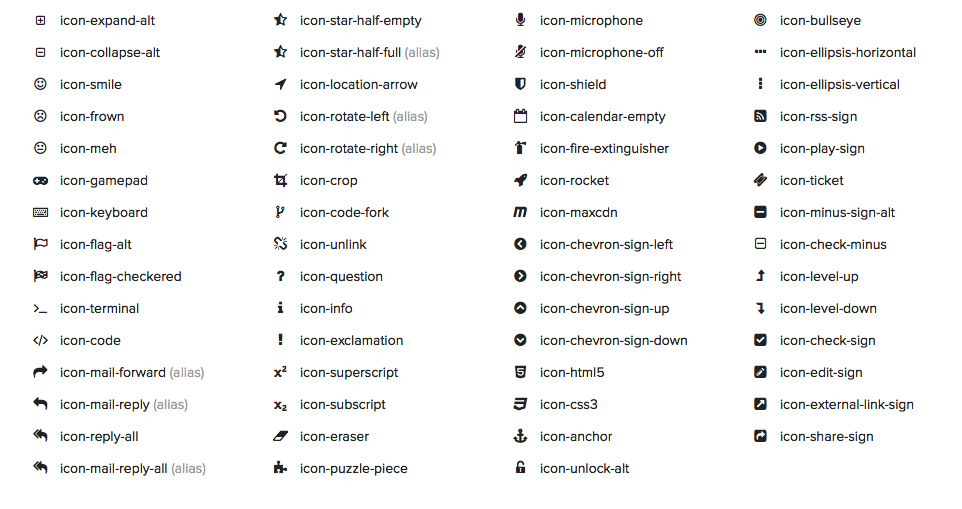 icon-expand-alt
icon-collapse-alt
icon-smile
icon-frown
icon-meh
icon-gamepad
icon-keyboard
icon-flag-alt
icon-flag-checkered
icon-terminal
icon-code
icon-mail-forward (alias)
icon-mail-reply (alias)
icon-reply-all
icon-mail-reply-all (alias)
icon-star-half-empty
icon-star-half-full (alias)
icon-location-arrow
icon-rotate-left (alias)
icon-rotate-right (alias)
icon-crop
icon-code-fork
icon-unlink
icon-question
icon-info
icon-exclamation
icon-superscript
icon-subscript
icon-eraser
icon-puzzle-piece
icon-microphone
icon-microphone-off
icon-shield
icon-calendar-empty
icon-fire-extinguisher
icon-rocket
icon-maxcdn
icon-chevron-sign-left
icon-chevron-sign-right
icon-chevron-sign-up
icon-chevron-sign-down
icon-html5
icon-css3
icon-anchor
icon-unlock-alt
icon-bullseye
icon-ellipsis-horizontal
icon-ellipsis-vertical
icon-rss-sign
icon-play-sign
icon-ticket
icon-minus-sign-alt
icon-check-minus
icon-level-up
icon-level-down
icon-check-sign
icon-edit-sign
icon-external-link-sign
icon-share-sign